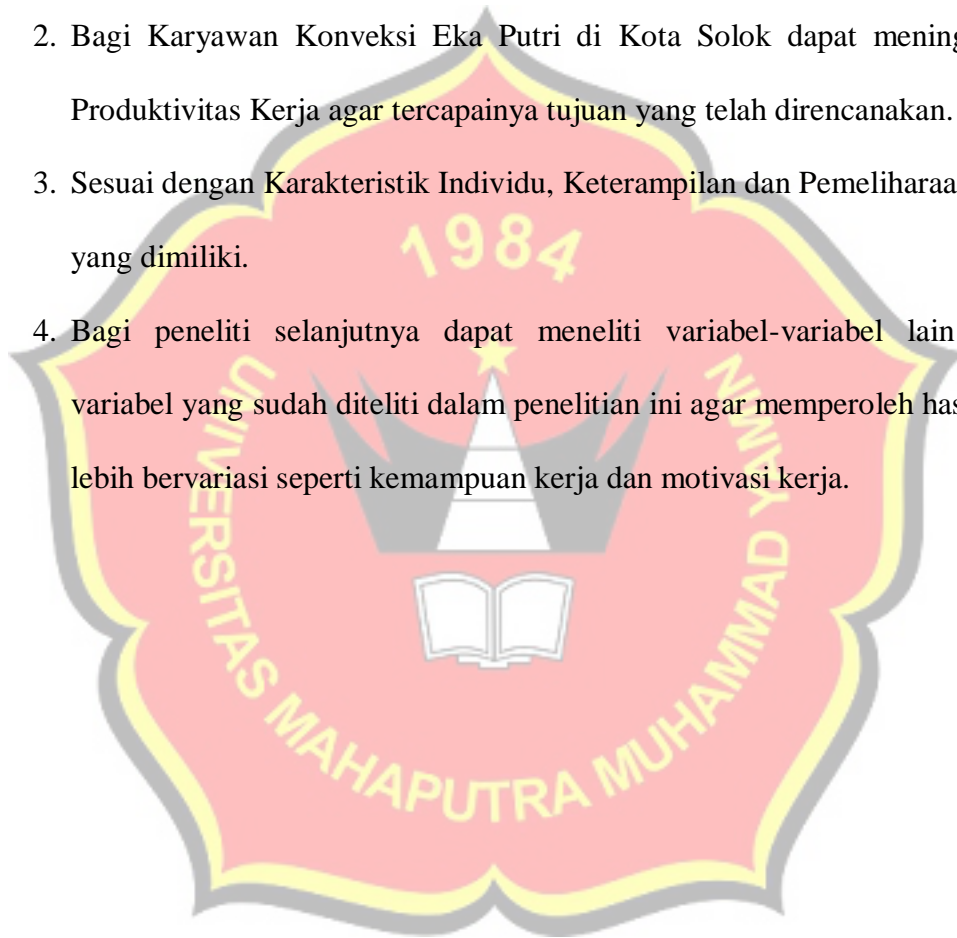 2. Bagi Karyawan Konveksi Eka Putri di Kota Solok dapat
Produktivitas Kerja agar tercapainya tujuan yang telah direncanakan.
3. Sesuai dengan Karakteristik Individu, Keterampilan dan
yang dimiliki.
4. Bagi peneliti selanjutnya dapat meneliti variabel-variabel lain
variabel yang sudah diteliti dalam penelitian ini agar memperoleh
lebih bervariasi seperti kemampuan kerja dan motivasi kerja.
1984
UNIVERSITAS MAHAPUTRA MUHAMMAD YAMIN